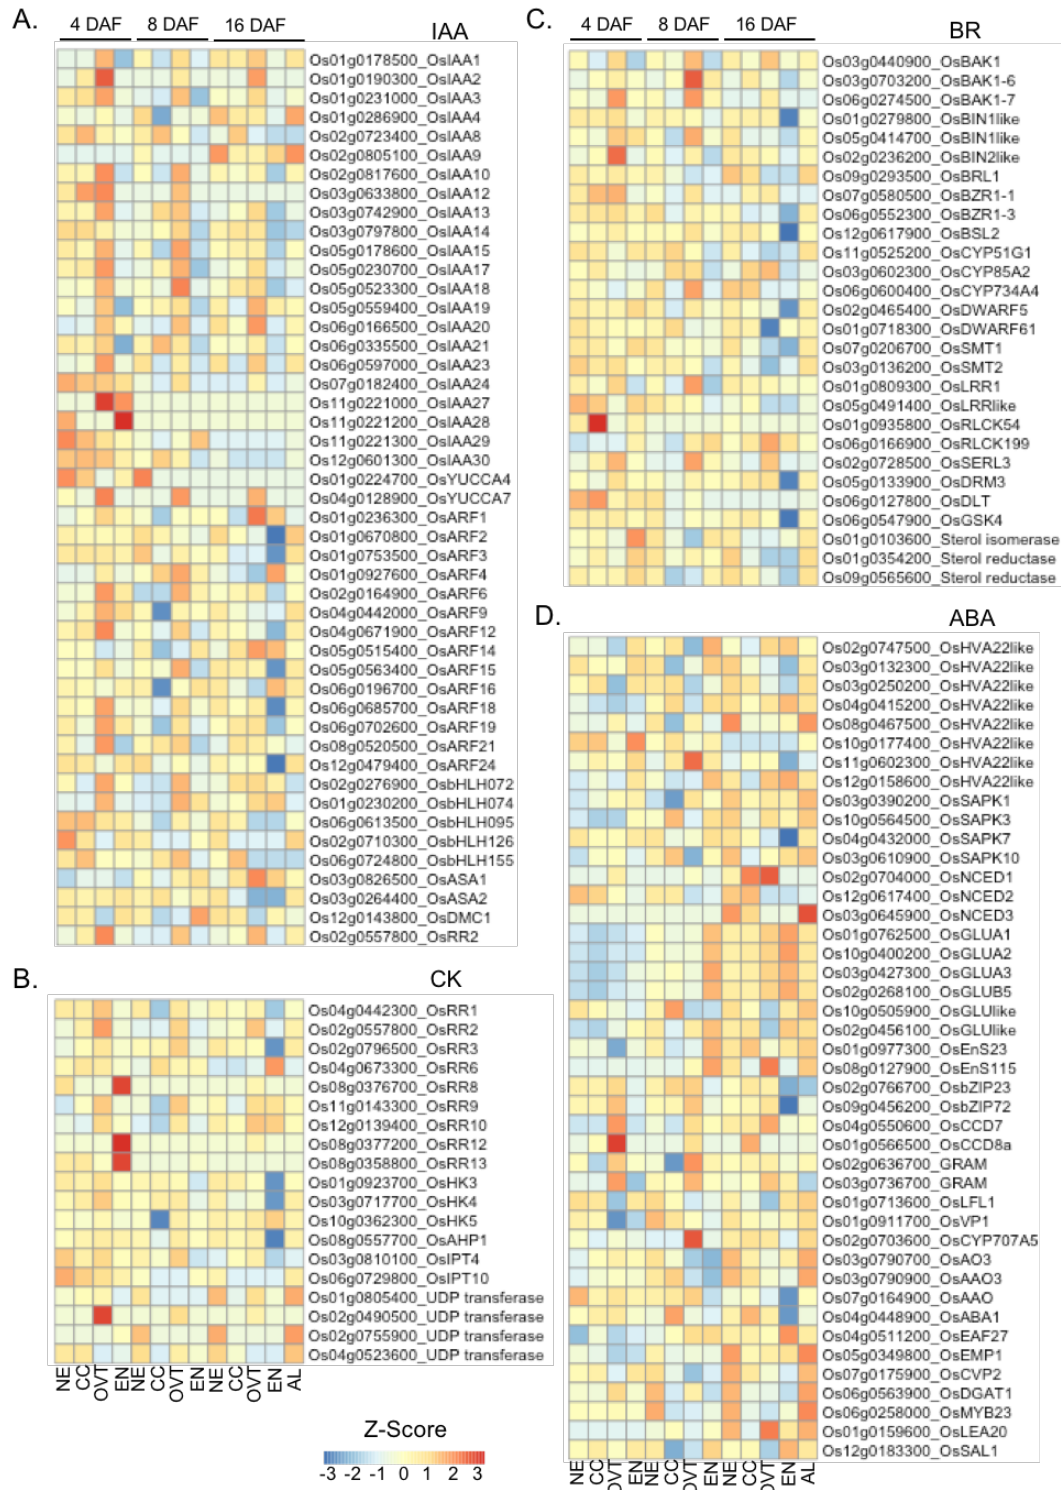 A.
4 DAF 8 DAF 16 DAF
IAA
Os01g0178500_OsIAA1
Os01g0190300_OsIAA2
Os01g0231000_OsIAA3
Os01g0286900_OsIAA4
Os02g0723400_OsIAA8
Os02g0805100_OsIAA9
Os02g0817600_OsIAA10
Os03g0633800_OsIAA12
Os03g0742900_OsIAA13
Os03g0797800_OsIAA14
Os05g0178600_OsIAA15
Os05g0230700_OsIAA17
Os05g0523300_OsIAA18
Os05g0559400_OsIAA19
Os06g0166500_OsIAA20
Os06g0335500_OsIAA21
Os06g0597000_OsIAA23
Os07g0182400_OsIAA24
Os11g0221000_OsIAA27
Os11g0221200_OsIAA28
Os11g0221300_OsIAA29
Os12g0601300_OsIAA30
Os01g0224700_OsYUCCA4
Os04g0128900_OsYUCCA7
Os01g0236300_OsARF1
Os01g0670800_OsARF2
Os01g0753500_OsARF3
Os01g0927600_OsARF4
Os02g0164900_OsARF6
Os04g0442000_OsARF9
Os04g0671900_OsARF12
Os05g0515400_OsARF14
Os05g0563400_OsARF15
Os06g0196700_OsARF16
Os06g0685700_OsARF18
Os06g0702600_OsARF19
Os08g0520500_OsARF21
Os12g0479400_OsARF24
Os02g0276900_OsbHLH072
Os01g0230200_OsbHLH074
Os06g0613500_OsbHLH095
Os02g0710300_OsbHLH126
Os06g0724800_OsbHLH155
Os03g0826500_OsASA1
Os03g0264400_OsASA2
Os12g0143800_OsDMC1
Os02g0557800_OsRR2
B.
CK
Os04g0442300_OsRR1
Os02g0557800_OsRR2
Os02g0796500_OsRR3
Os04g0673300_OsRR6
Os08g0376700_OsRR8
Os11g0143300_OsRR9
Os12g0139400_OsRR10
Os08g0377200_OsRR12
Os08g0358800_OsRR13
Os01g0923700_OsHK3
Os03g0717700_OsHK4
Os10g0362300_OsHK5
Os08g0557700_OsAHP1
Os03g0810100_OsIPT4
Os06g0729800_OsIPT10
Os01g0805400_UDP transferase
Os02g0490500_UDP transferase
Os02g0755900_UDP transferase
Os04g0523600_UDP transferase
NE CC OVT EN NE CC OVT EN NE CC OVT EN AL
Z-Score
-3 -2 -1 0 1 2 3
C.
4 DAF 8 DAF 16 DAF
BR
Os03g0440900_OsBAK1
Os03g0703200_OsBAK1-6
Os06g0274500_OsBAK1-7
Os01g0279800_OsBIN1like
Os05g0414700_OsBIN1like
Os02g0236200_OsBIN2like
Os09g0293500_OsBRL1
Os07g0580500_OsBZR1-1
Os06g0552300_OsBZR1-3
Os12g0617900_OsBSL2
Os11g0525200_OsCYP51G1
Os03g0602300_OsCYP85A2
Os06g0600400_OsCYP734A4
Os02g0465400_OsDWARF5
Os01g0718300_OsDWARF61
Os07g0206700_OsSMT1
Os03g0136200_OsSMT2
Os01g0809300_OsLRR1
Os05g0491400_OsLRRlike
Os01g0935800_OsRLCK54
Os06g0166900_OsRLCK199
Os02g0728500_OsSERL3
Os05g0133900_OsDRM3
Os06g0127800_OsDLT
Os06g0547900_OsGSK4
Os01g0103600_Sterol isomerase
Os01g0354200_Sterol reductase
Os09g0565600_Sterol reductase
D.
ABA
Os02g0747500_OsHVA22like
Os03g0132300_OsHVA22like
Os03g0250200_OsHVA22like
Os04g0415200_OsHVA22like
Os08g0467500_OsHVA22like
Os10g0177400_OsHVA22like
Os11g0602300_OsHVA22like
Os12g0158600_OsHVA22like
Os03g0390200_OsSAPK1
Os10g0564500_OsSAPK3
Os04g0432000_OsSAPK7
Os03g0610900_OsSAPK10
Os02g0704000_OsNCED1
Os12g0617400_OsNCED2
Os03g0645900_OsNCED3
Os01g0762500_OsGLUA1
Os10g0400200_OsGLUA2
Os03g0427300_OsGLUA3
Os02g0268100_OsGLUB5
Os10g0505900_OsGLUlike
Os02g0456100_OsGLUlike
Os01g0977300_OsEnS23
Os08g0127900_OsEnS115
Os02g0766700_OsbZIP23
Os09g0456200_OsbZIP72
Os04g0550600_OsCCD7
Os01g0566500_OsCCD8a
Os02g0636700_GRAM
Os03g0736700_GRAM
Os01g0713600_OsLFL1
Os01g0911700_OsVP1
Os02g0703600_OsCYP707A5
Os03g0790700_OsAO3
Os03g0790900_OsAAO3
Os07g0164900_OsAAO
Os04g0448900_OsABA1
Os04g0511200_OsEAF27
Os05g0349800_OsEMP1
Os07g0175900_OsCVP2
Os06g0563900_OsDGAT1
Os06g0258000_OsMYB23
Os01g0159600_OsLEA20
Os12g0183300_OsSAL1
NE CC OVT EN NE CC OVT EN NE CC OVT EN AL